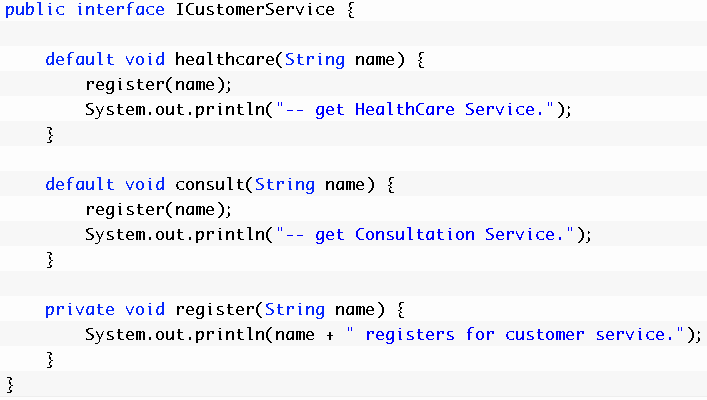 public interface ICustomerService {
default void healthcare(String name) {
register(name);
System.out.println("-- get HealthCare Service.");
}
default void consult(String name) {
register(name);
System.out.println("-- get Consultation Service.");
}
private void register(String name) {
System.out.println(name + " registers for customer service.");
}
}